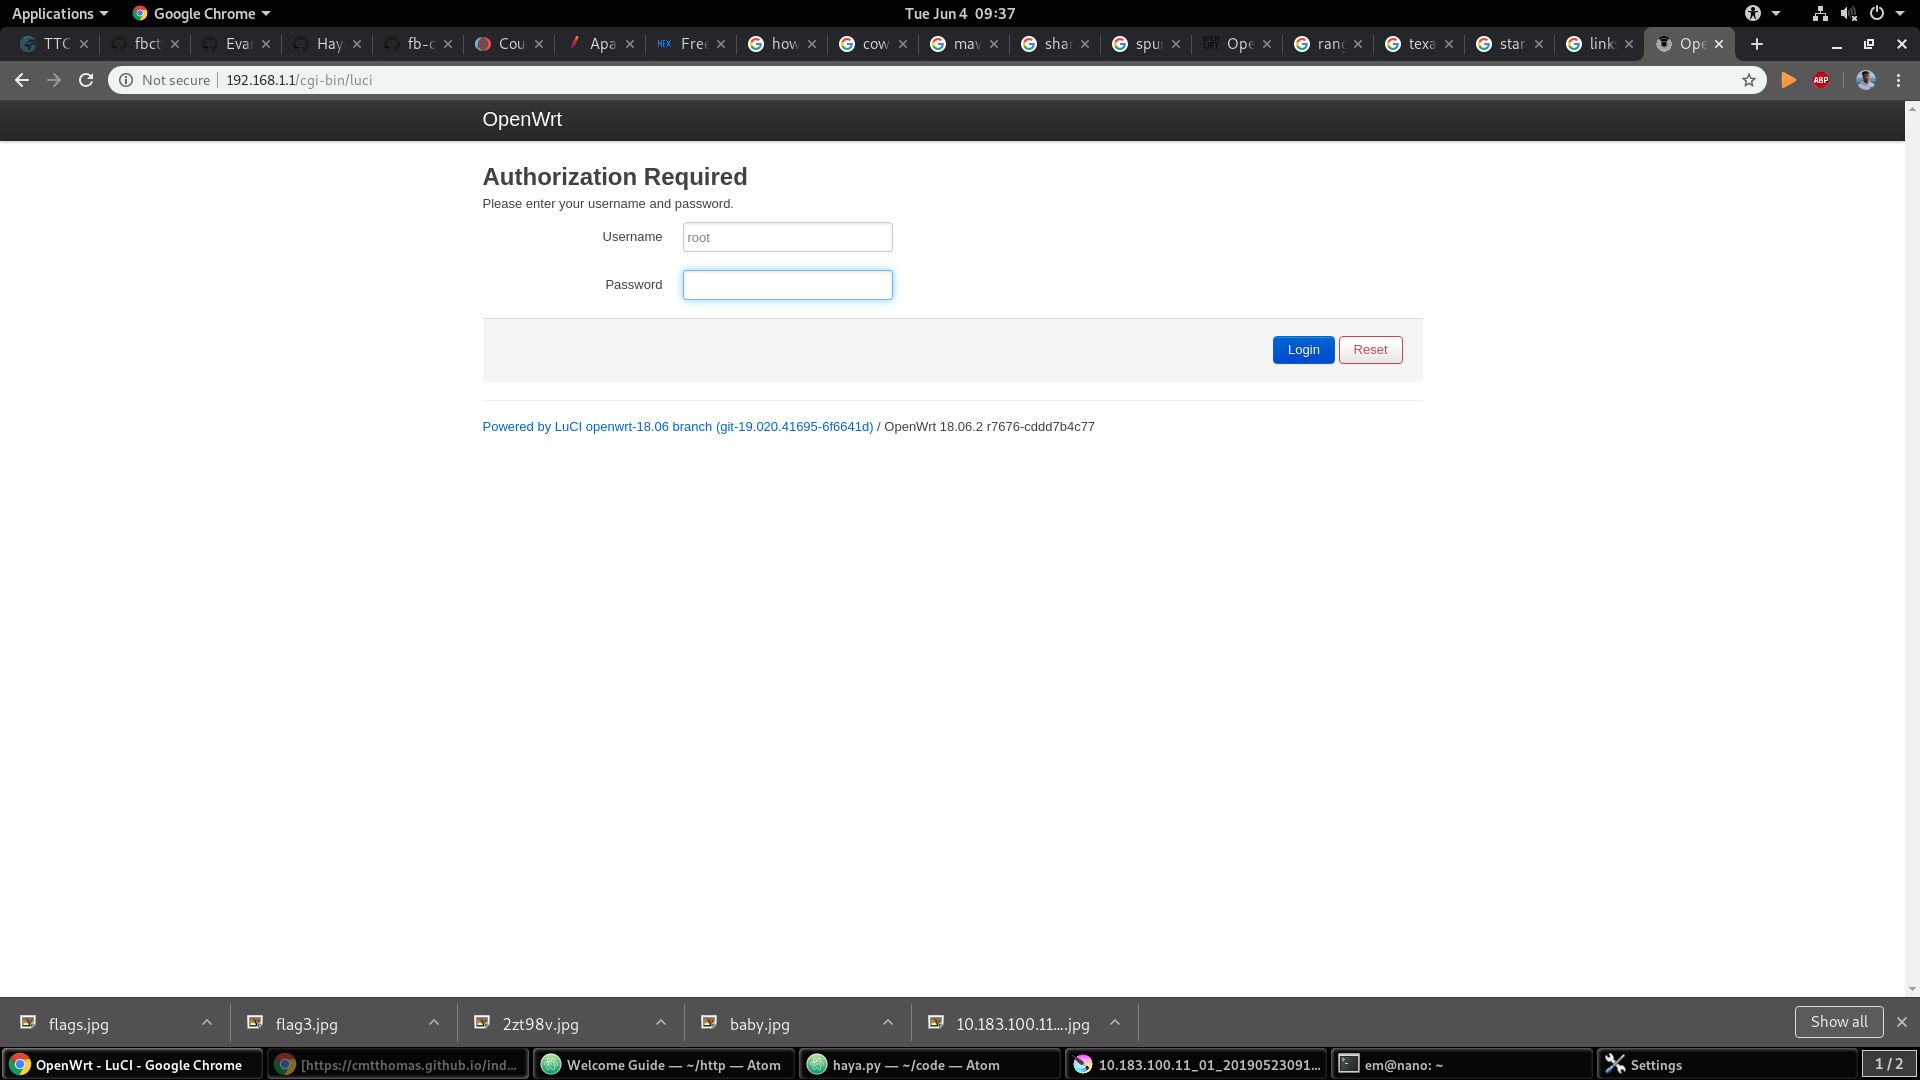 Applications
Google Chrome
Tue Jun 4 09:37
TTC
fbct
Eva
Hay
fb-c
Cou
Apa
Free
how
cow
mav
shar
spur
Ope
rang
texa
star
link
Ope
Not secure
192.168.1.1/cgi-bin/luci
ABP
OpenWrt
Authorization Required
Please enter your username and password.
Username
root
Password
Login
Reset
Powered by LuCI openwrt-18.06 branch (git-19.020.41695-6f6641d) / OpenWrt 18.06.2 r7676-cddd7b4c77
flags.jpg
flag3.jpg
2zt98v.jpg
baby.jpg
10.183.100.11....jpg
Show all
OpenWrt - LuCI - Google Chrome
[https://cmtthomas.github.io/ind...
Welcome Guide — ~/http — Atom
haya.py — ~/code — Atom
10.183.100.11_01_20190523091...
em@nano: ~
Settings
1 / 2